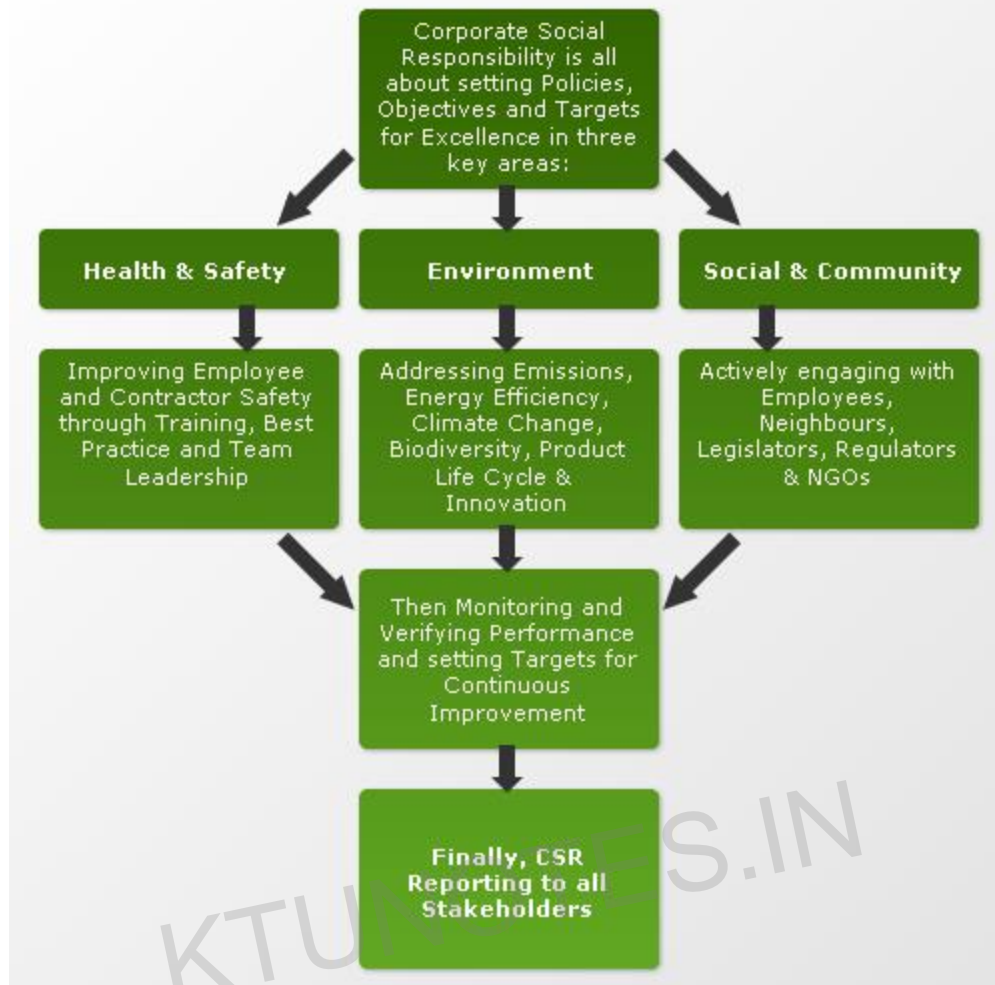 Corporate Social
Responsibility is all
about setting Policies,
Objectives and Targets
for Excellence in three
key areas:
Health & Safety
Environment
Social & Community
Improving Employee
and Contractor Safety
through Training, Best
Practice and Team
Leadership
Addressing Emissions,
Energy Efficiency,
Climate Change,
Biodiversity, Product
Life Cycle &
Innovation
Actively engaging with
Employees,
Neighbours,
Legislators, Regulators
& NGOs
Then Monitoring and
Verifying Performance
and setting Targets for
Continuous
Improvement
Finally, CSR
Reporting to all
Stakeholders
KTUNOTES.IN